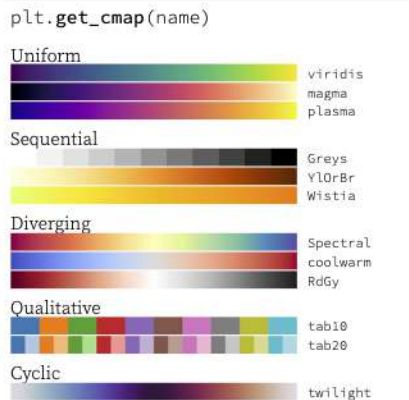 plt.get_cmap(name)
Uniform
viridis
magma
plasma
Sequential
Greys
YlOrBr
Wistia
Diverging
Spectral
coolwarm
RdGy
Qualitative
tab10
tab20
Cyclic
twilight